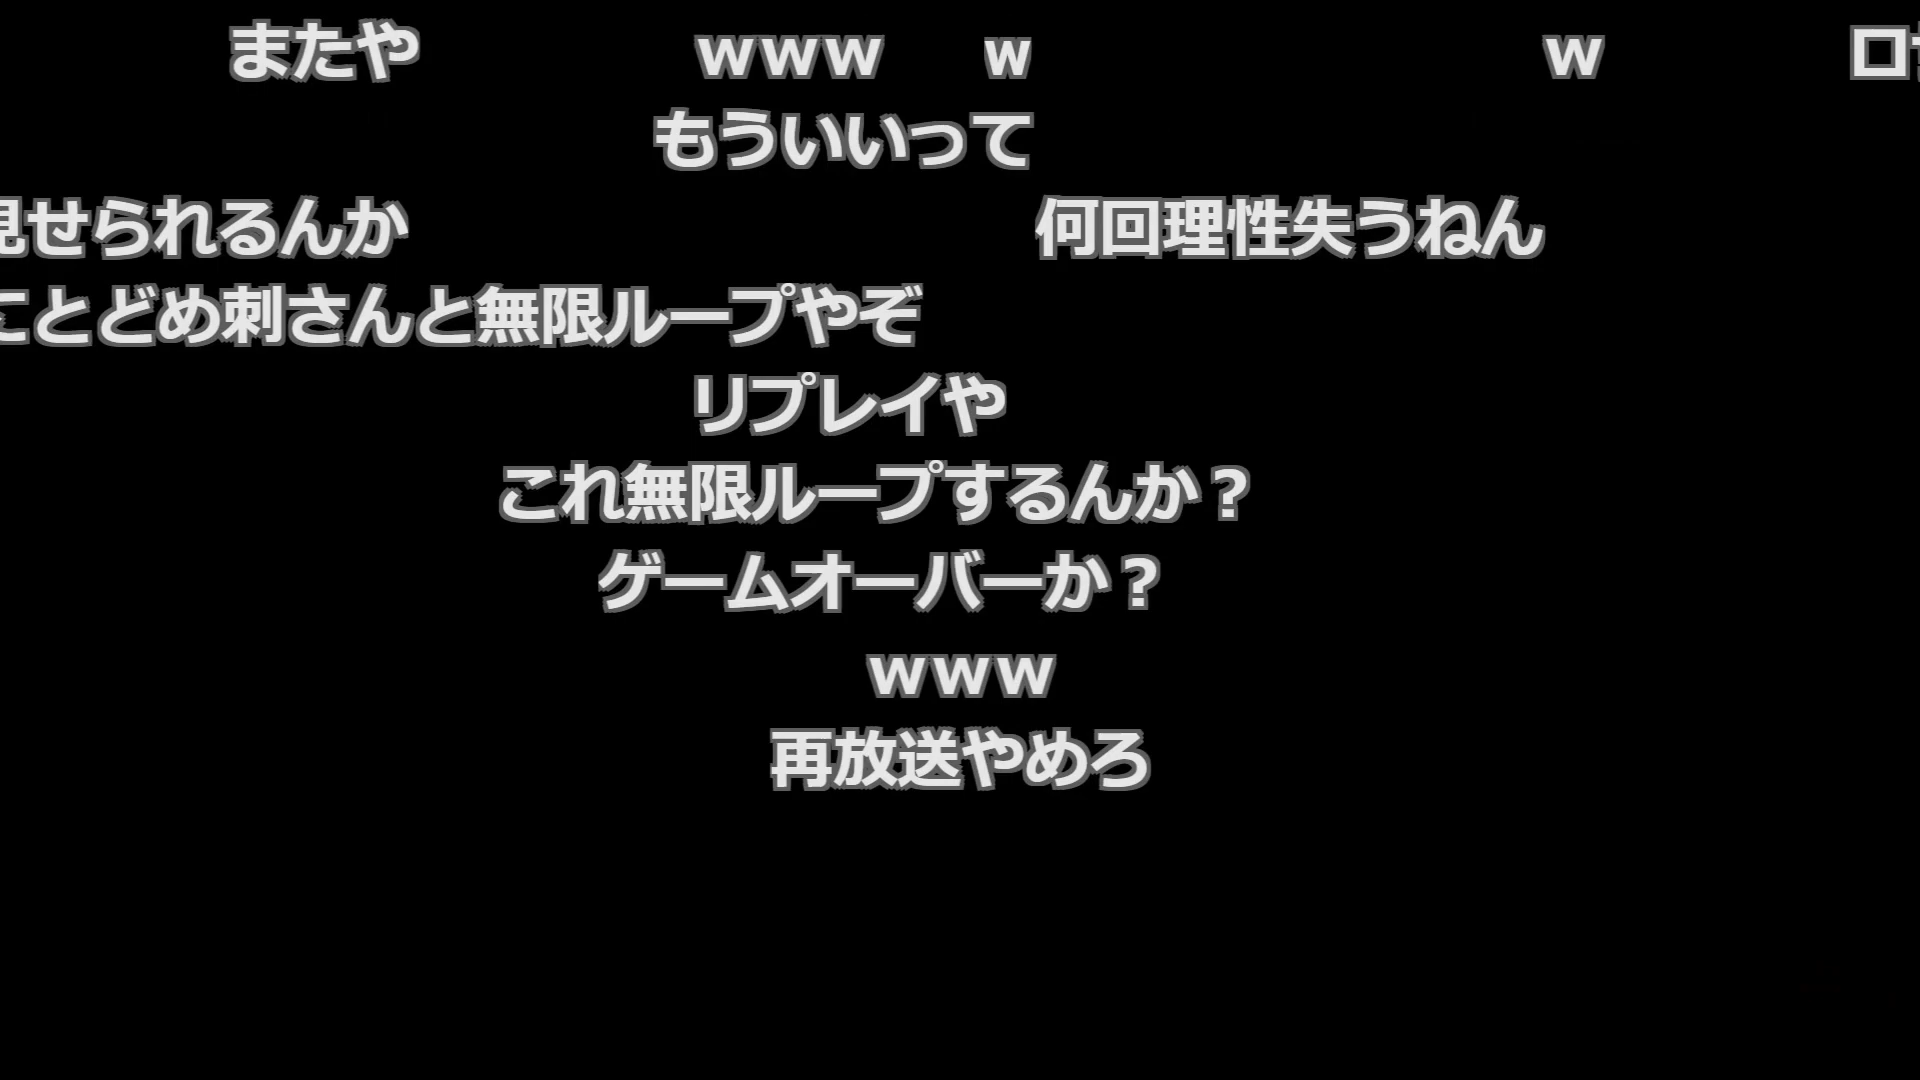 またや www w w ロ
もういいって
見せられるんか 何回理性失うねん
ことどめ刺さんと無限ループやぞ
リプレイや
これ無限ループするんか？
ゲームオーバーか？
www
再放送やめろ